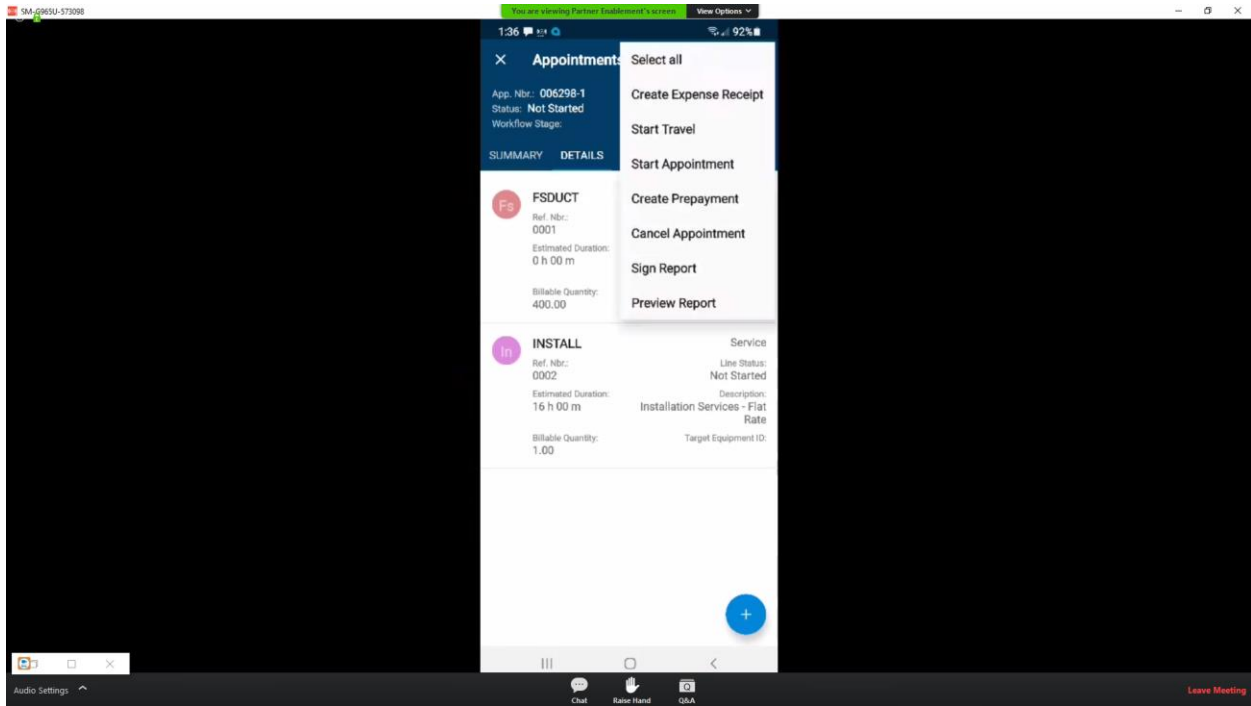 SM-G965U-573098
You are viewing Partner Enablement's screen View Options
1:36 92%
Appointments
App. Nbr.: 006298-1
Status: Not Started
Workflow Stage:
SUMMARY DETAILS
Select all
Create Expense Receipt
Start Travel
Start Appointment
Create Prepayment
Cancel Appointment
Sign Report
Preview Report
Fs
FSDUCT
Ref. Nbr.:
0001
Estimated Duration:
0 h 00 m
Billable Quantity:
400.00
In
INSTALL Service
Ref. Nbr.: Line Status:
0002 Not Started
Estimated Duration: Description:
16 h 00 m Installation Services - Flat
Rate
Billable Quantity: Target Equipment ID:
1.00
+
Audio Settings
Chat Raise Hand Q&A
Leave Meeting